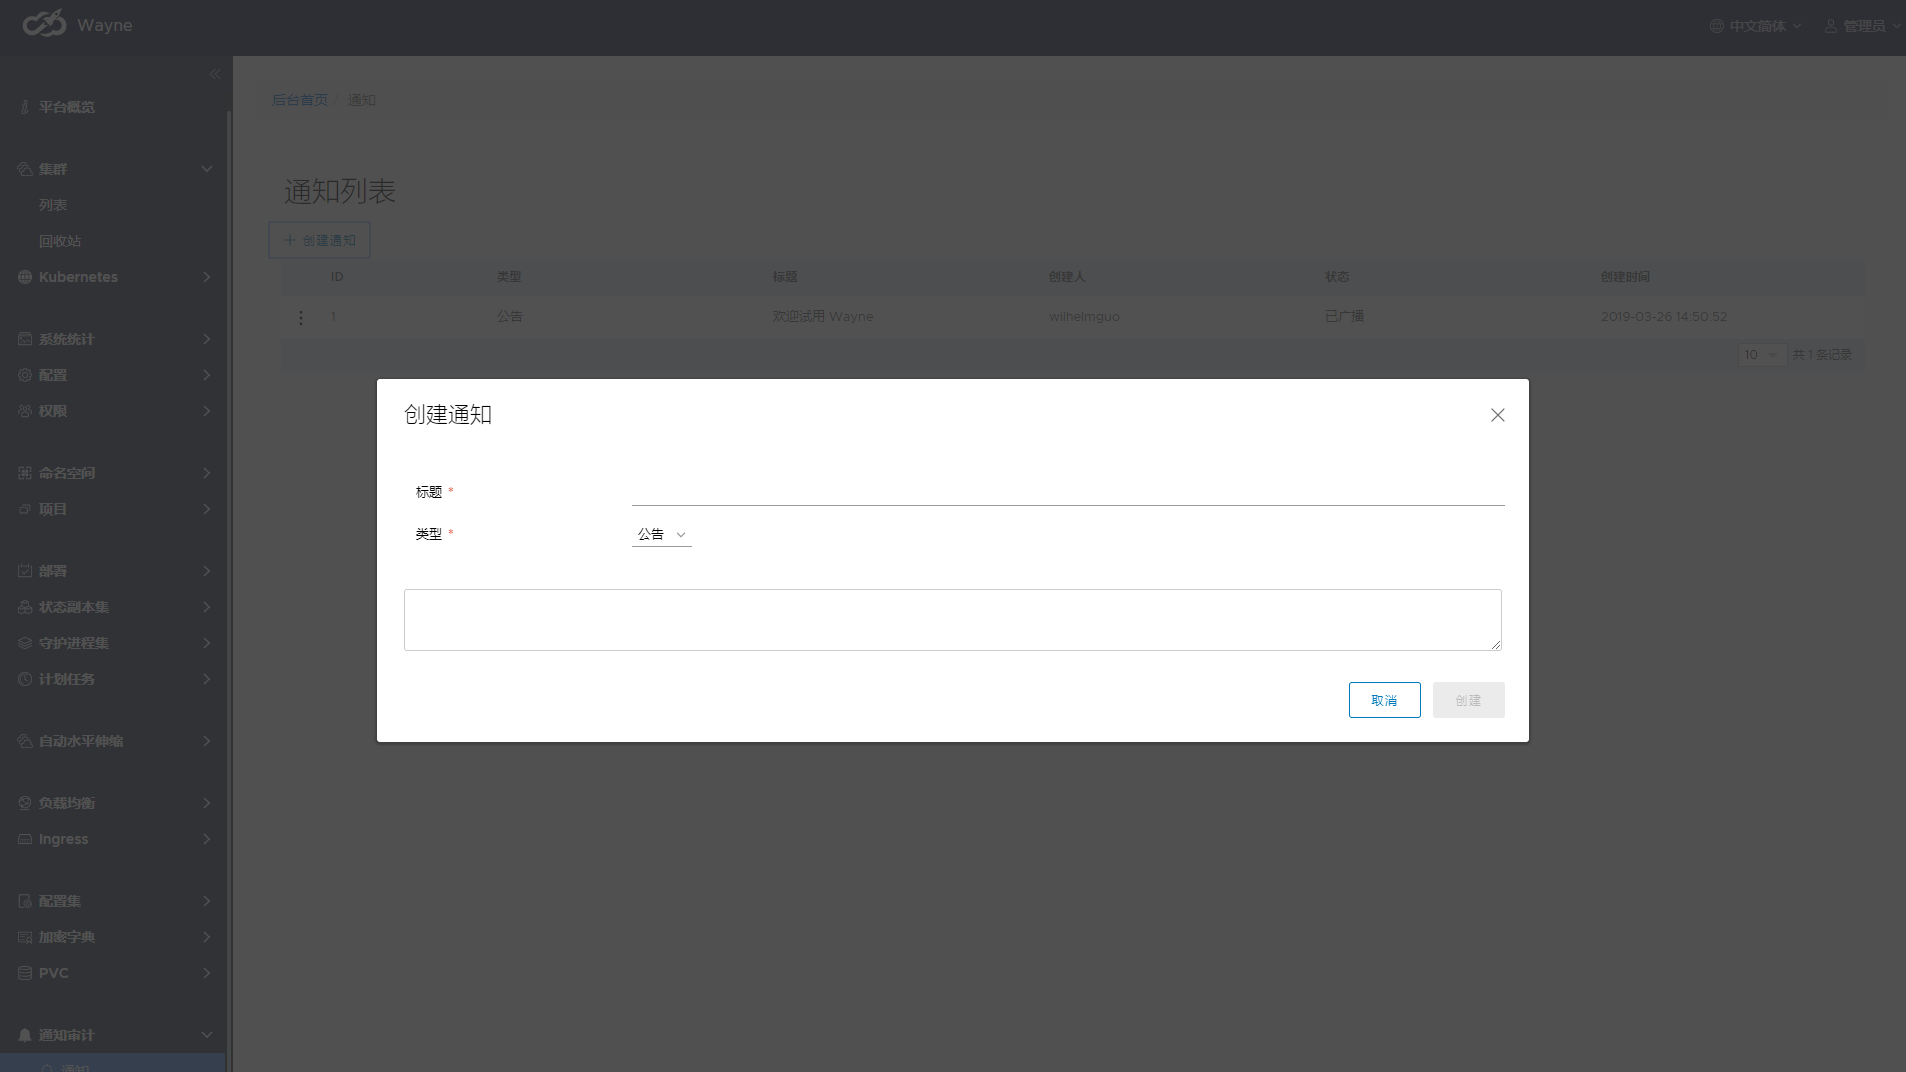 Wayne
中文简体
管理员
平台概览
集群
列表
回收站
Kubernetes
系统统计
配置
权限
命名空间
项目
部署
状态副本集
守护进程集
计划任务
自动水平伸缩
负载均衡
Ingress
配置集
加密字典
PVC
通知审计
通知
后台首页 / 通知
通知列表
创建通知
ID 类型 标题 创建人 状态 创建时间
1 公告 欢迎试用 Wayne wilhelmguo 已广播 2019-03-26 14:50:52
10 共 1 条记录
创建通知
标题 *
类型 * 公告
取消 创建